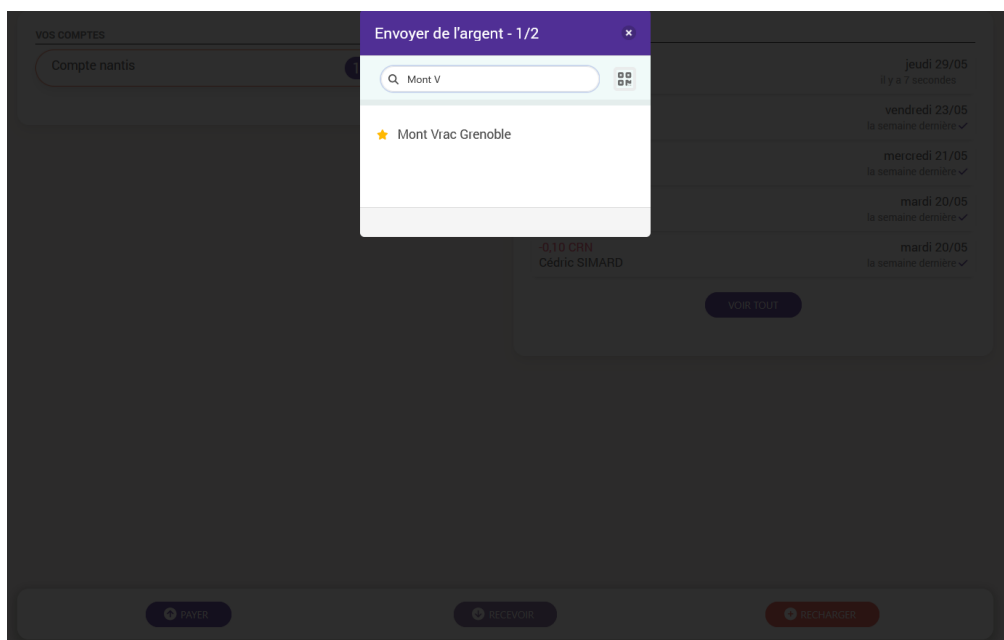 Envoyer de l'argent - 1/2
Mont V
Mont Vrac Grenoble
VOS COMPTES
Compte nantis
jeudi 29/05
il y a 7 secondes
vendredi 23/05
la semaine dernière
mercredi 21/05
la semaine dernière
mardi 20/05
la semaine dernière
-0,10 CRN
mardi 20/05
Cédric SIMARD
la semaine dernière
VOIR TOUT
PAYER
RECEVOIR
RECHARGER